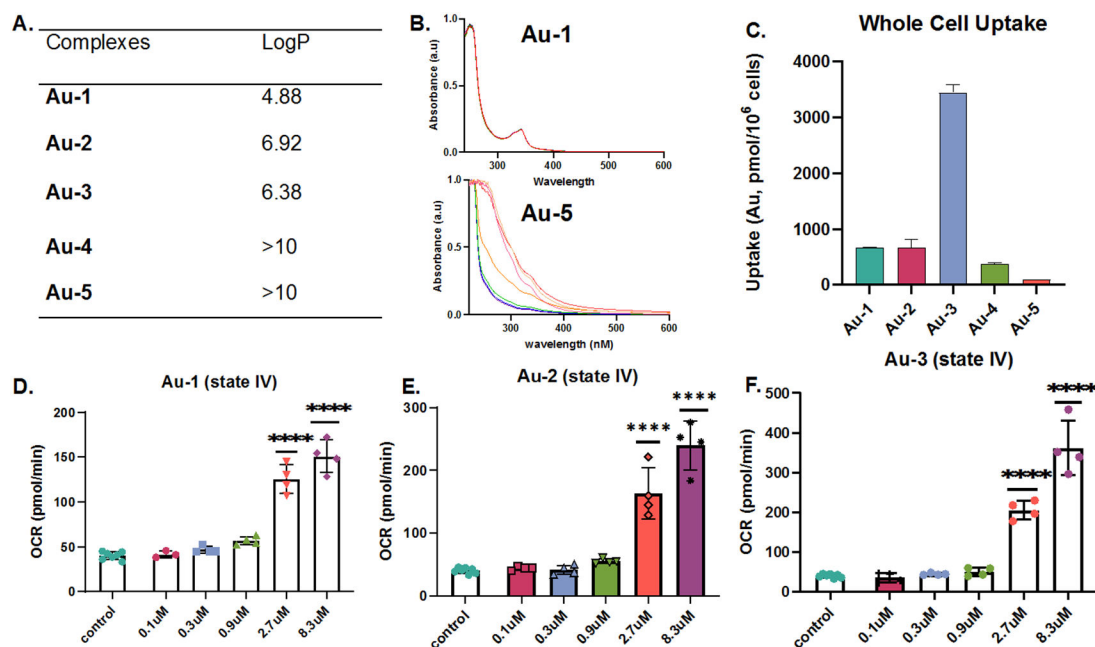 A.
Complexes LogP
Au-1 4.88
Au-2 6.92
Au-3 6.38
Au-4 >10
Au-5 >10
B.
Au-1
Absorbance (a.u)
1.0
0.5
0.0
300 400 500 600
Wavelength
Au-5
Absorbance (a.u)
1.0
0.5
0.0
300 400 500 600
wavelength (nM)
C.
Whole Cell Uptake
Uptake (Au, pmol/10⁶ cells)
4000
3000
2000
1000
0
Au-1 Au-2 Au-3 Au-4 Au-5
D.
Au-1 (state IV)
OCR (pmol/min)
200
150
100
50
0
**** ****
control 0.1uM 0.3uM 0.9uM 2.7uM 8.3uM
E.
Au-2 (state IV)
OCR (pmol/min)
300
200
100
0
**** ****
control 0.1uM 0.3uM 0.9uM 2.7uM 8.3uM
F.
Au-3 (state IV)
OCR (pmol/min)
500
400
300
200
100
0
**** ****
control 0.1uM 0.3uM 0.9uM 2.7uM 8.3uM